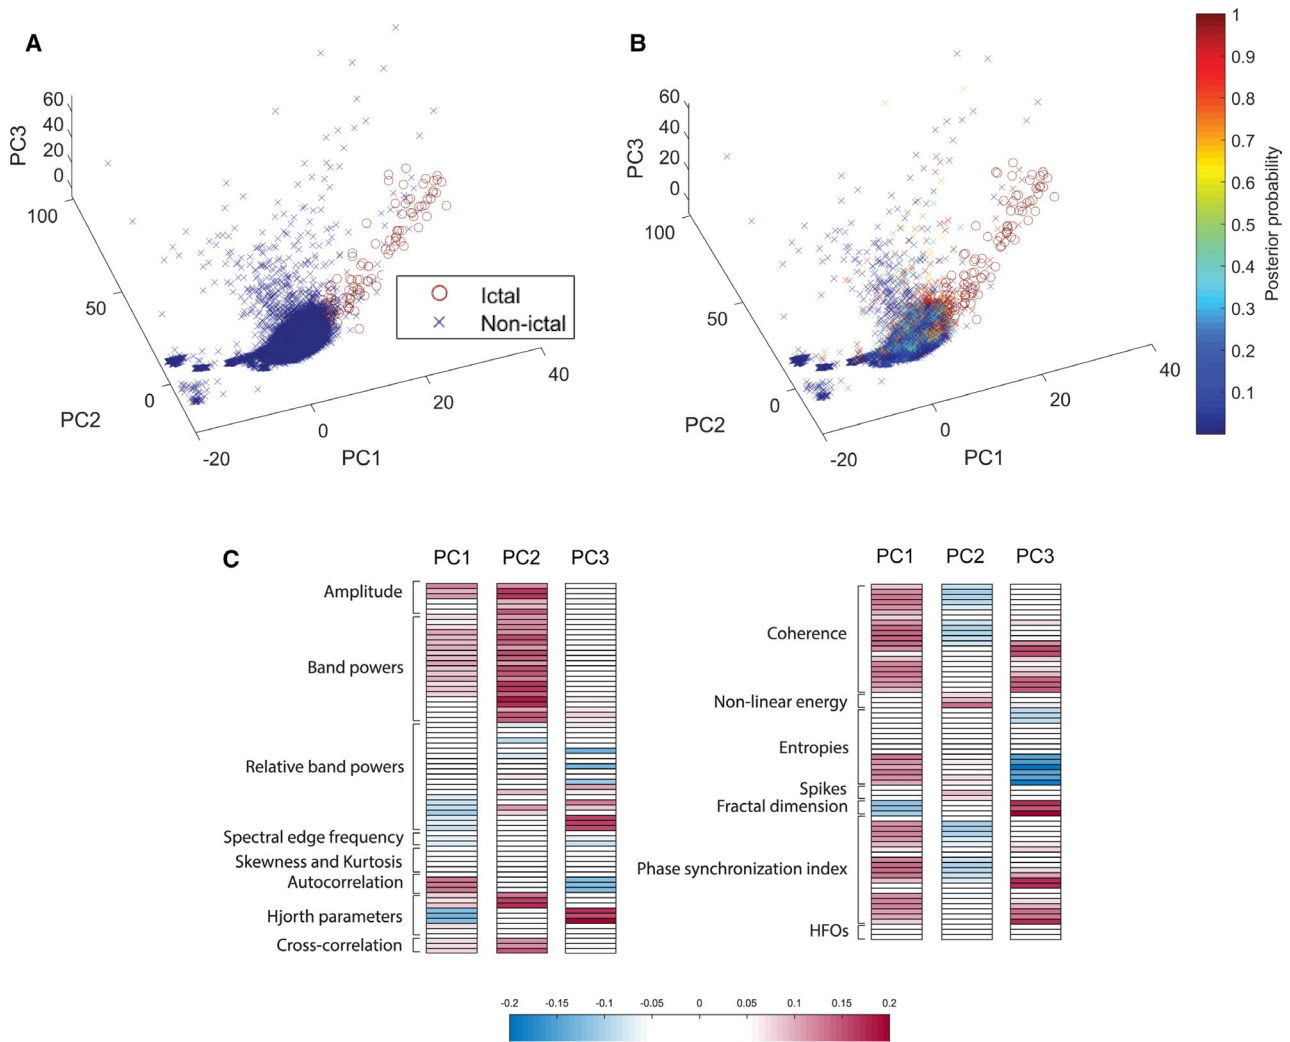 A
60
40
20
0
PC3
100
50
0
PC2
-20
0
20
40
PC1
Ictal
Non-ictal
B
60
40
20
0
PC3
100
50
0
PC2
-20
0
20
40
PC1
1
0.9
0.8
0.7
0.6
0.5
0.4
0.3
0.2
0.1
Posterior probability
C
PC1 PC2 PC3
Amplitude
Band powers
Relative band powers
Spectral edge frequency
Skewness and Kurtosis
Autocorrelation
Hjorth parameters
Cross-correlation
PC1 PC2 PC3
Coherence
Non-linear energy
Entropies
Spikes
Fractal dimension
Phase synchronization index
HFOs
-0.2 -0.15 -0.1 -0.05 0 0.05 0.1 0.15 0.2